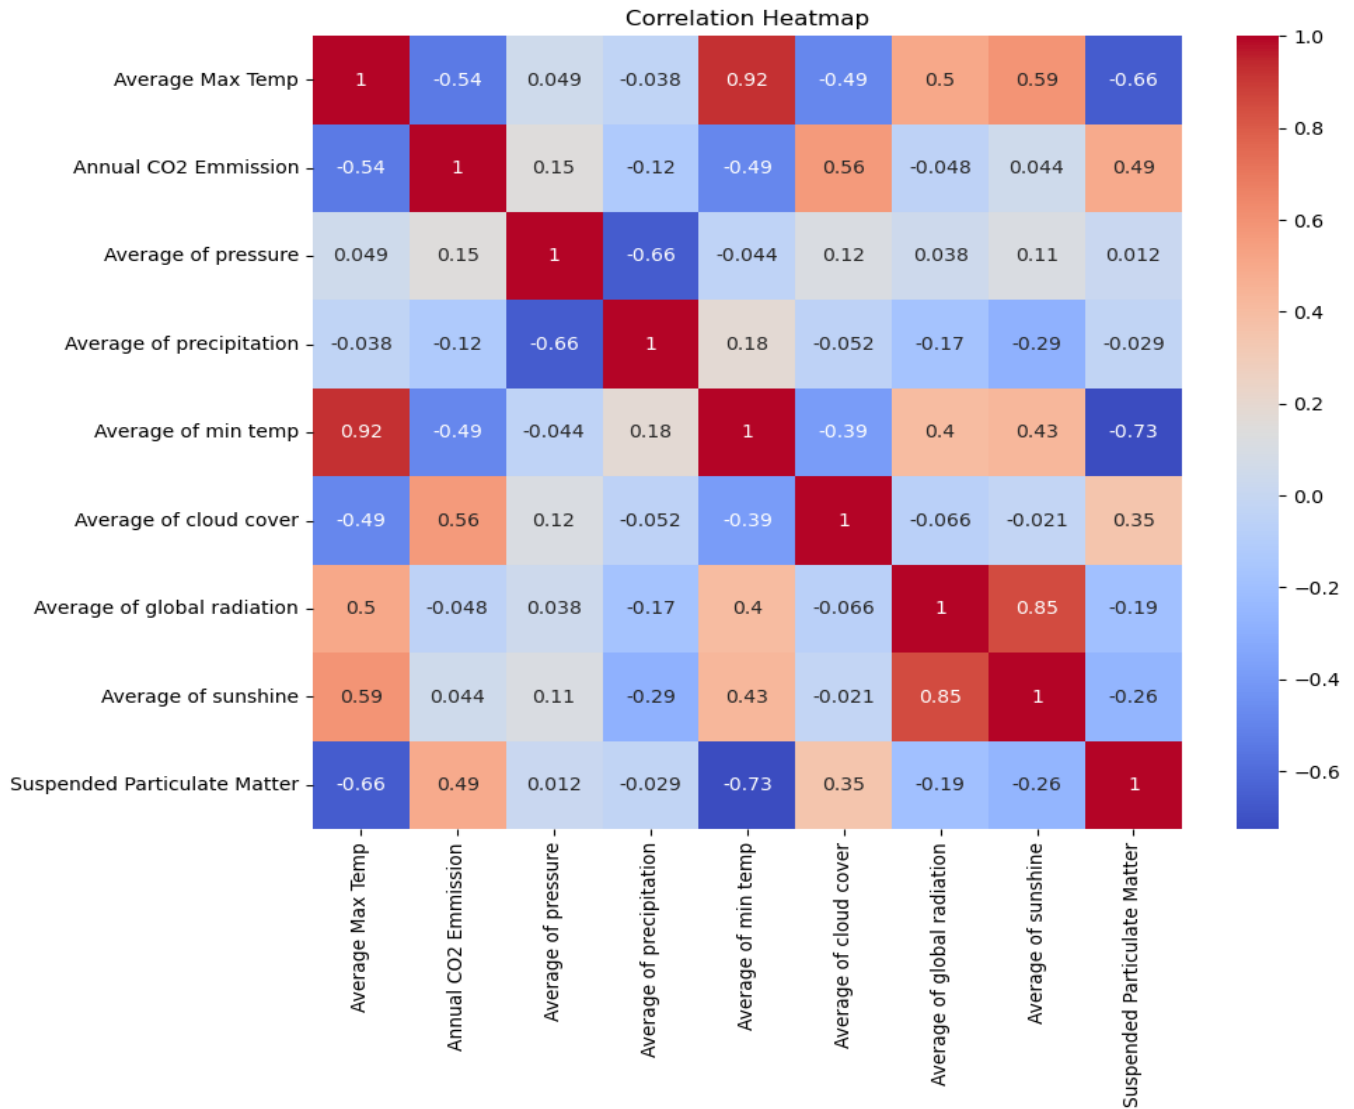 Correlation Heatmap
Average Max Temp 1 -0.54 0.049 -0.038 0.92 -0.49 0.5 0.59 -0.66
Annual CO2 Emmission -0.54 1 0.15 -0.12 -0.49 0.56 -0.048 0.044 0.49
Average of pressure 0.049 0.15 1 -0.66 -0.044 0.12 0.038 0.11 0.012
Average of precipitation -0.038 -0.12 -0.66 1 0.18 -0.052 -0.17 -0.29 -0.029
Average of min temp 0.92 -0.49 -0.044 0.18 1 -0.39 0.4 0.43 -0.73
Average of cloud cover -0.49 0.56 0.12 -0.052 -0.39 1 -0.066 -0.021 0.35
Average of global radiation 0.5 -0.048 0.038 -0.17 0.4 -0.066 1 0.85 -0.19
Average of sunshine 0.59 0.044 0.11 -0.29 0.43 -0.021 0.85 1 -0.26
Suspended Particulate Matter -0.66 0.49 0.012 -0.029 -0.73 0.35 -0.19 -0.26 1
Average Max Temp
Annual CO2 Emmission
Average of pressure
Average of precipitation
Average of min temp
Average of cloud cover
Average of global radiation
Average of sunshine
Suspended Particulate Matter
1.0
0.8
0.6
0.4
0.2
0.0
−0.2
−0.4
−0.6